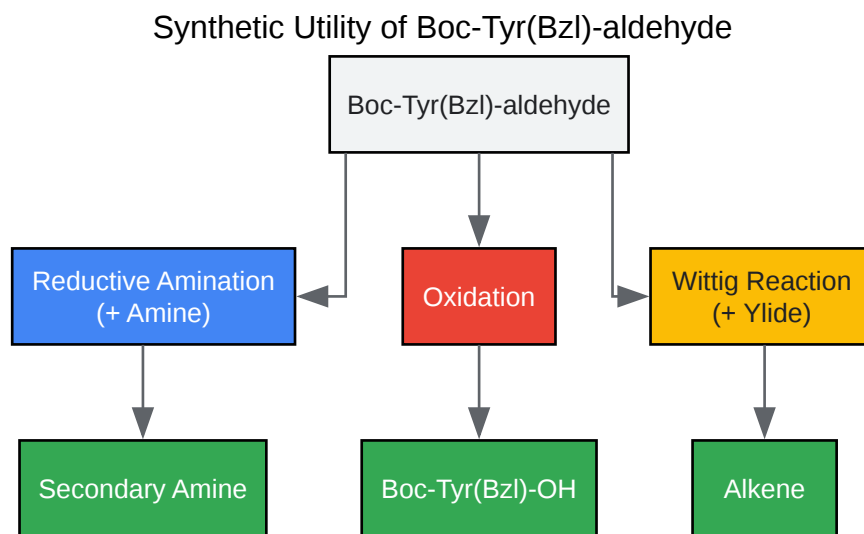 Synthetic Utility of Boc-Tyr(Bzl)-aldehyde
Boc-Tyr(Bzl)-aldehyde
Reductive Amination
(+ Amine)
Oxidation
Wittig Reaction
(+ Ylide)
Secondary Amine
Boc-Tyr(Bzl)-OH
Alkene